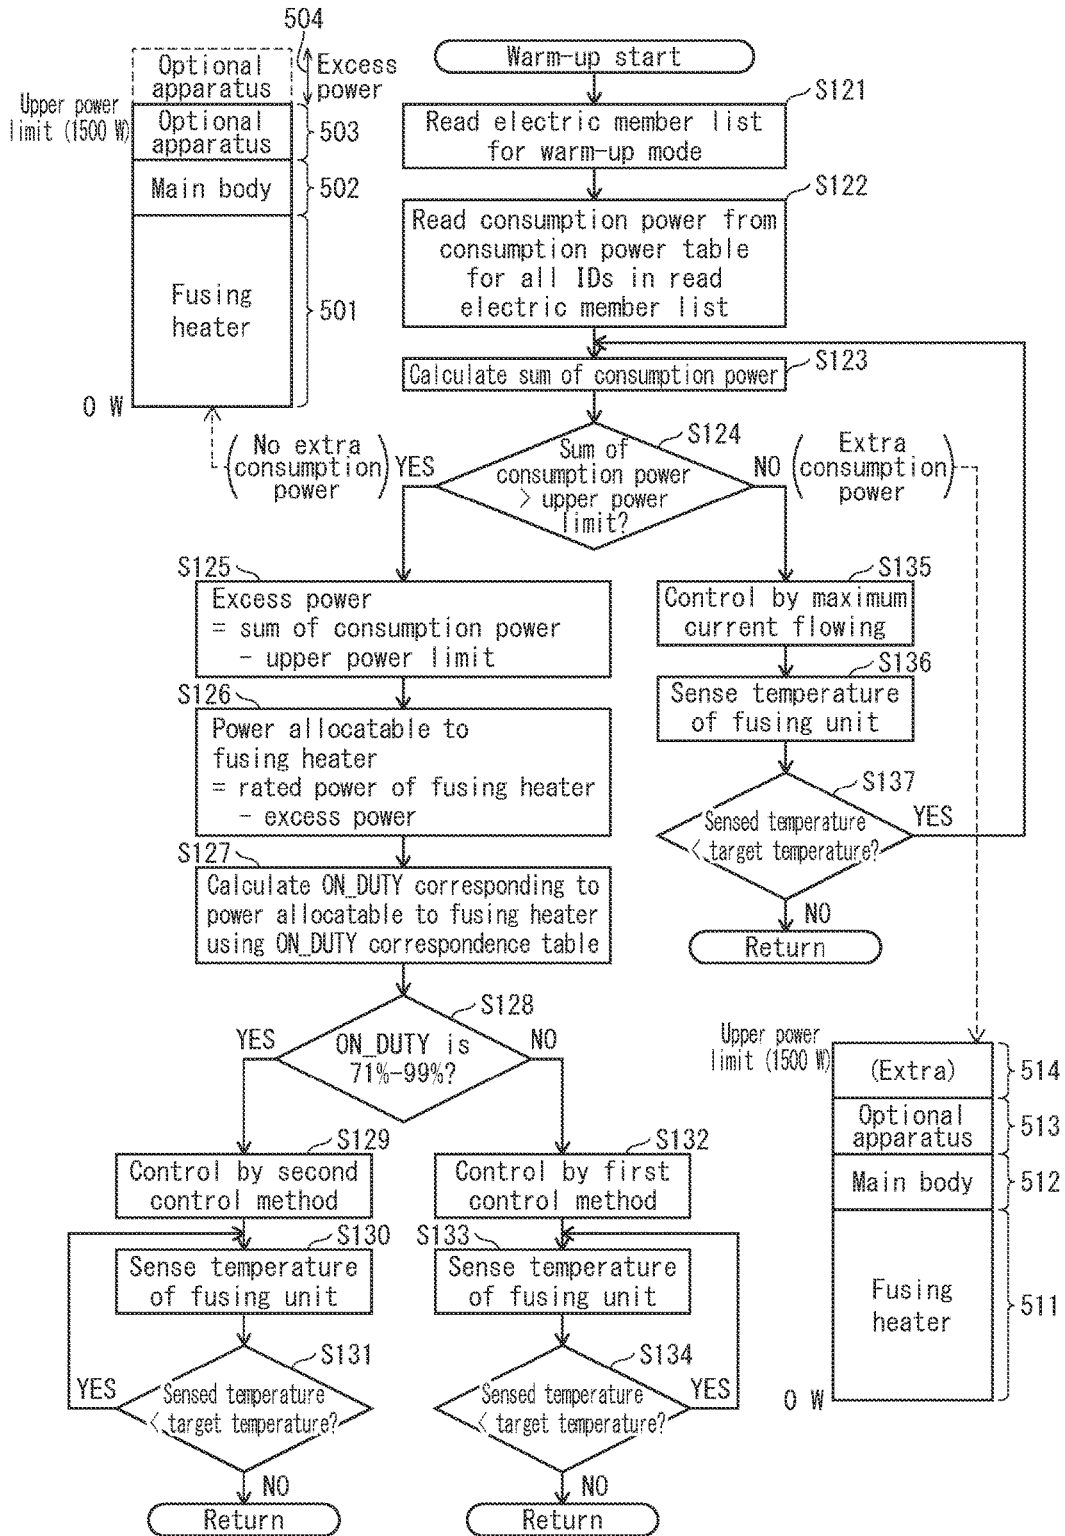 504
Optional
apparatus
Excess
power
Upper power
limit (1500 W)
Optional
apparatus
503
Main body
502
Fusing
heater
501
0 W
Warm-up start
S121
Read electric member list
for warm-up mode
S122
Read consumption power from
consumption power table
for all IDs in read
electric member list
S123
Calculate sum of consumption power
S124
Sum of
consumption power
> upper power
limit?
(No extra
consumption
power)
YES
NO
(Extra
consumption
power)
S125
Excess power
= sum of consumption power
- upper power limit
S126
Power allocatable to
fusing heater
= rated power of fusing heater
- excess power
S127
Calculate ON_DUTY corresponding to
power allocatable to fusing heater
using ON_DUTY correspondence table
S135
Control by maximum
current flowing
S136
Sense temperature
of fusing unit
S137
Sensed temperature
< target temperature?
YES
NO
Return
S128
ON_DUTY is
71%-99%?
YES
NO
S129
Control by second
control method
S130
Sense temperature
of fusing unit
S131
Sensed temperature
< target temperature?
YES
NO
Return
S132
Control by first
control method
S133
Sense temperature
of fusing unit
S134
Sensed temperature
< target temperature?
YES
NO
Return
Upper power
limit (1500 W)
(Extra)
514
Optional
apparatus
513
Main body
512
Fusing
heater
511
0 W